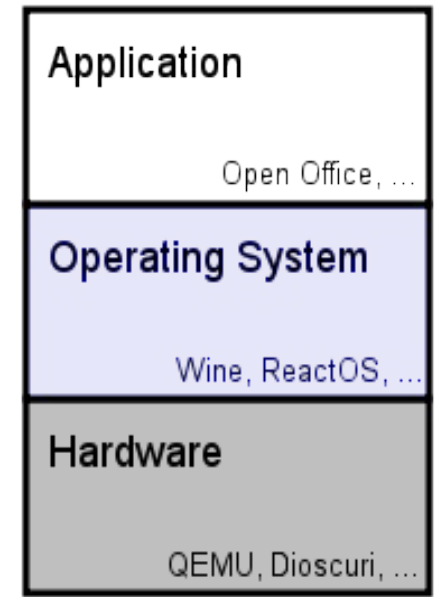 Application
Open Office, ...
Operating System
Wine, ReactOS, ...
Hardware
QEMU, Dioscuri, ...